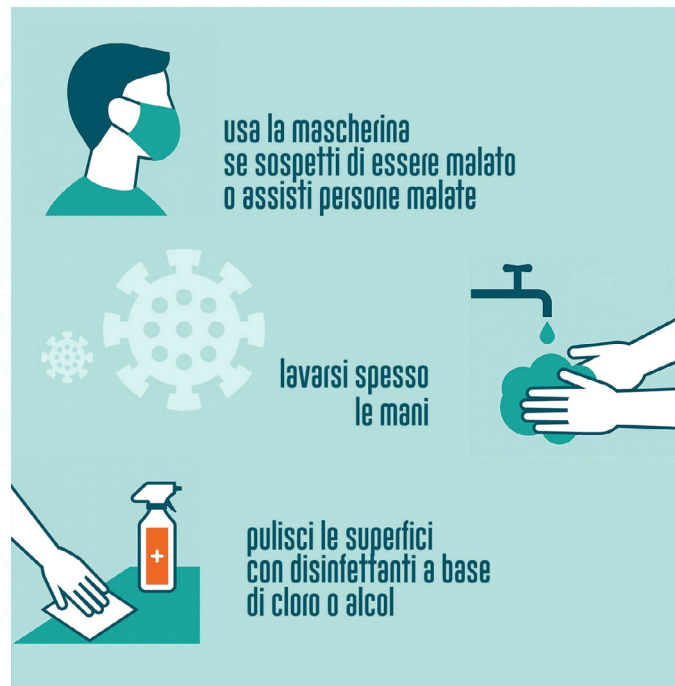 usa la mascherina
se sospetti di essere malato
o assisti persone malate
lavarsi spesso
le mani
pulisci le superfici
con disinfettanti a base
di cloro o alcol